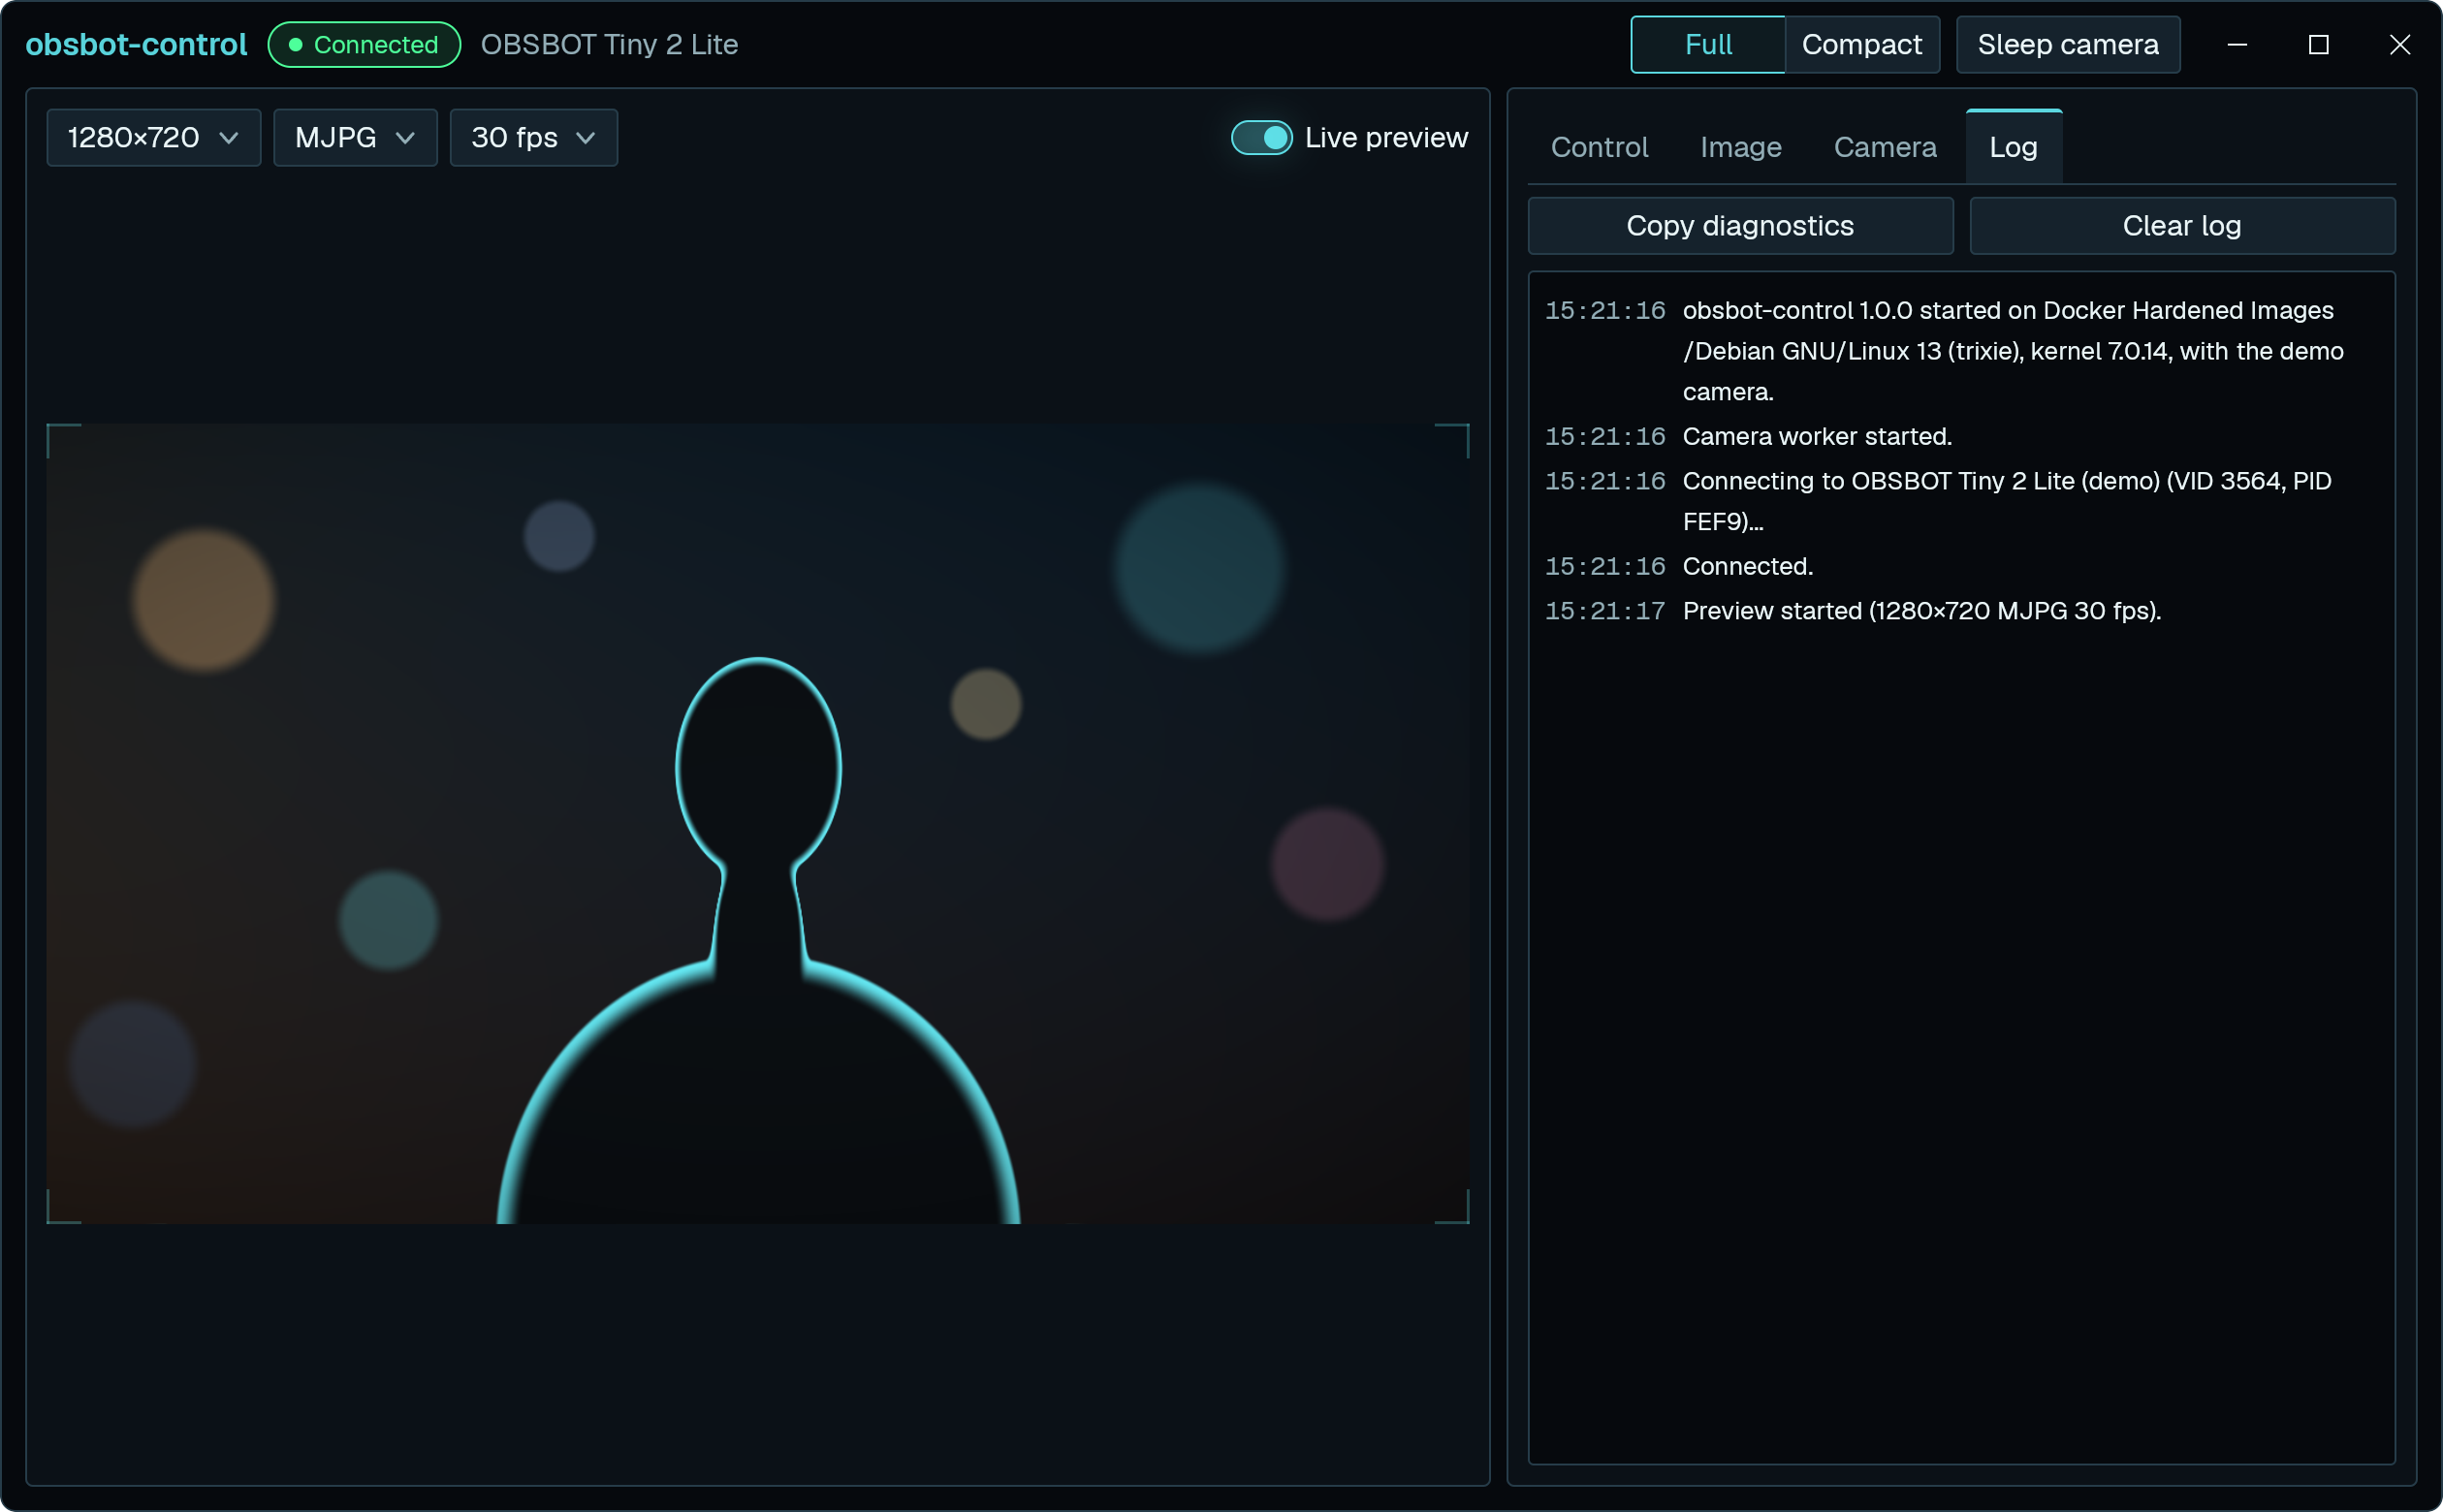 obsbot-control
Connected
OBSBOT Tiny 2 Lite
Full
Compact
Sleep camera
1280×720
MJPG
30 fps
Live preview
Control
Image
Camera
Log
Copy diagnostics
Clear log
15:21:16 obsbot-control 1.0.0 started on Docker Hardened Images
/Debian GNU/Linux 13 (trixie), kernel 7.0.14, with the demo
camera.
15:21:16 Camera worker started.
15:21:16 Connecting to OBSBOT Tiny 2 Lite (demo) (VID 3564, PID
FEF9)...
15:21:16 Connected.
15:21:17 Preview started (1280×720 MJPG 30 fps).